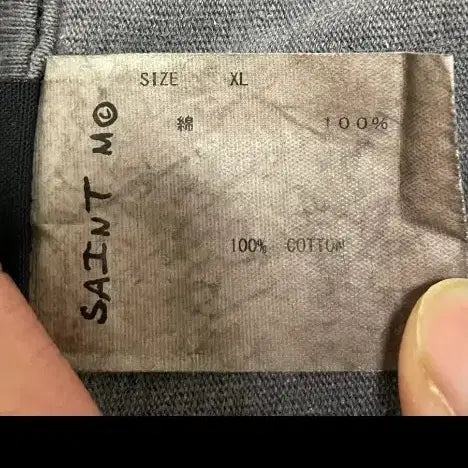 SIZE XL
綿 １００％
100% COTTON
SAINT M©